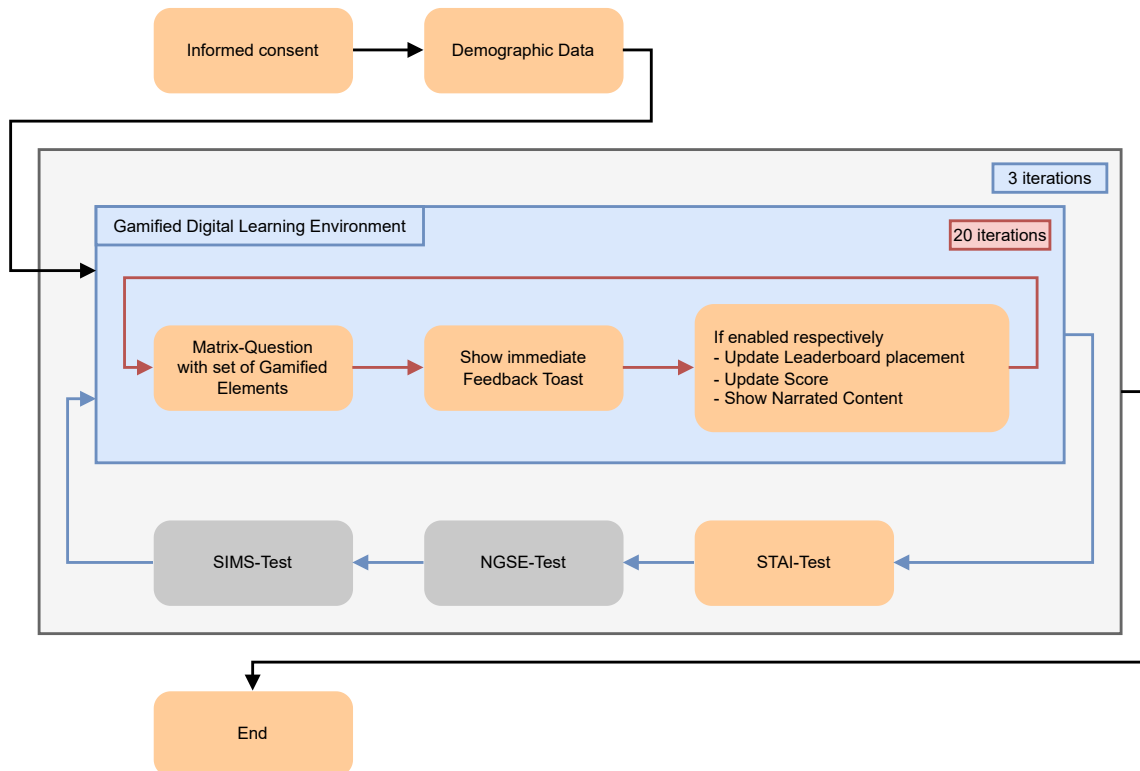 Informed consent
Demographic Data
3 iterations
Gamified Digital Learning Environment
20 iterations
Matrix-Question
with set of Gamified
Elements
Show immediate
Feedback Toast
If enabled respectively
- Update Leaderboard placement
- Update Score
- Show Narrated Content
SIMS-Test
NGSE-Test
STAI-Test
End